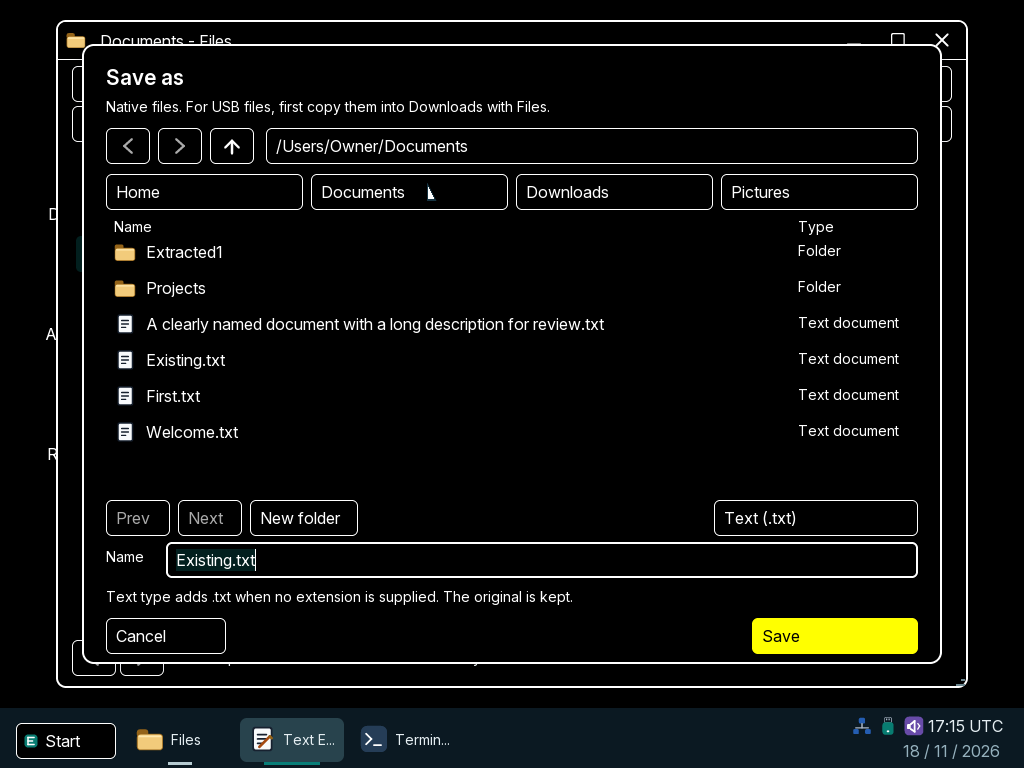 Documents - Files
Save as
Native files. For USB files, first copy them into Downloads with Files.
/Users/Owner/Documents
Home Documents Downloads Pictures
Name Type
Extracted1 Folder
Projects Folder
A clearly named document with a long description for review.txt Text document
Existing.txt Text document
First.txt Text document
Welcome.txt Text document
Prev Next New folder Text (.txt)
Name Existing.txt
Text type adds .txt when no extension is supplied. The original is kept.
Cancel Save
Start Files Text E... Termin... 17:15 UTC
18 / 11 / 2026